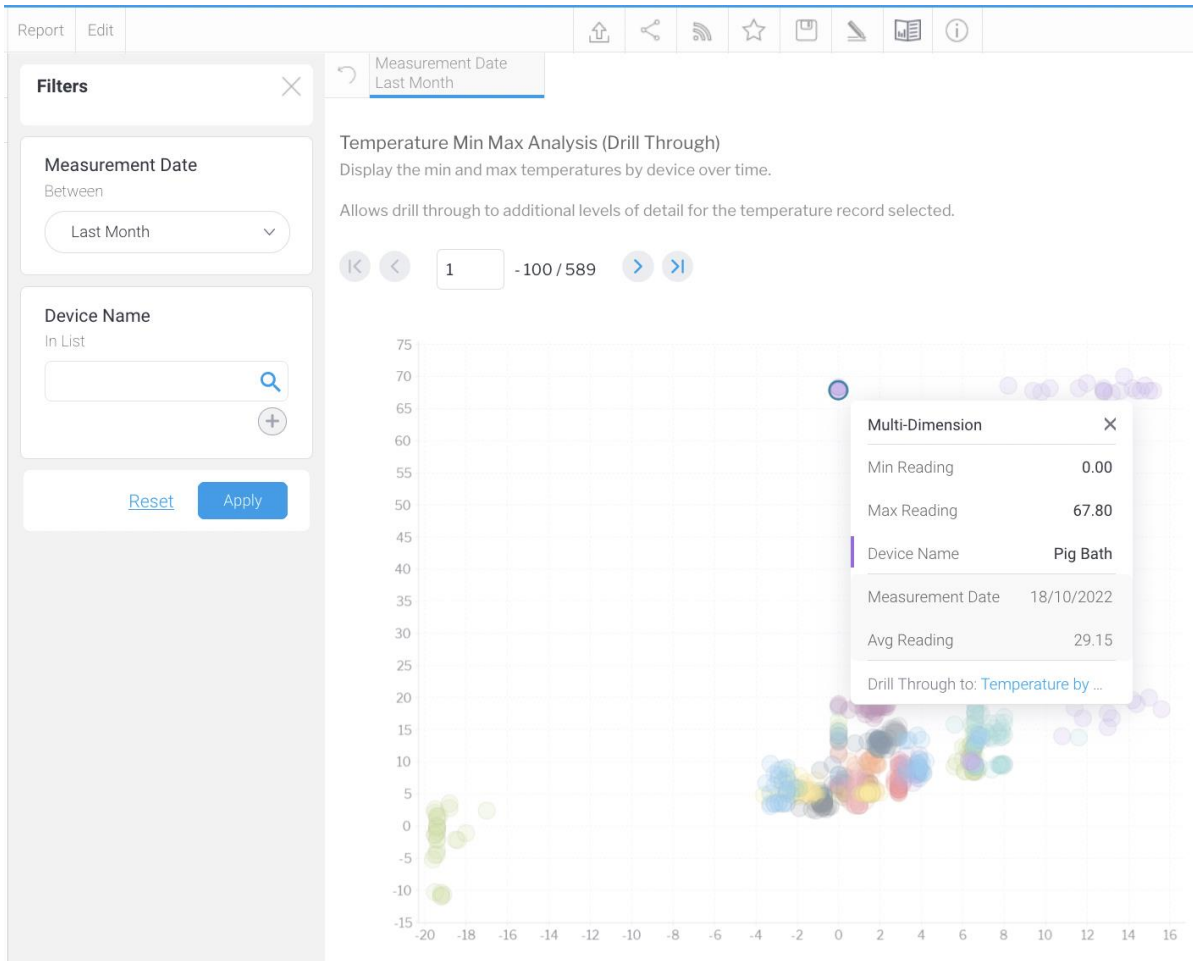 Report Edit
Filters
Measurement Date
Between
Last Month
Device Name
In List
Reset Apply
Measurement Date
Last Month
Temperature Min Max Analysis (Drill Through)
Display the min and max temperatures by device over time.
Allows drill through to additional levels of detail for the temperature record selected.
1 - 100 / 589
75
70
65
60
55
50
45
40
35
30
25
20
15
10
5
0
-5
-10
-15
-20 -18 -16 -14 -12 -10 -8 -6 -4 -2 0 2 4 6 8 10 12 14 16
Multi-Dimension
Min Reading 0.00
Max Reading 67.80
Device Name Pig Bath
Measurement Date 18/10/2022
Avg Reading 29.15
Drill Through to: Temperature by ...